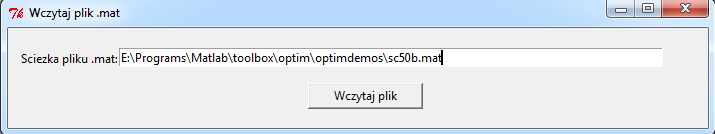 Wczytaj plik .mat
Sciezka pliku .mat: E:\Programs\Matlab\toolbox\optim\optimdemos\sc50b.mat
Wczytaj plik